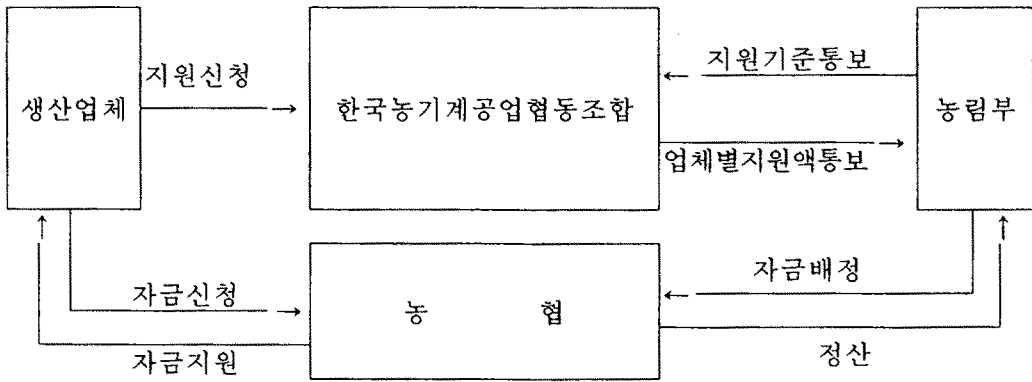 지원신청
지원기준통보
생산업체
한국농기계공업협동조합
농림부
업체별지원액통보
자금신청
농 협
자금배정
자금지원
정산